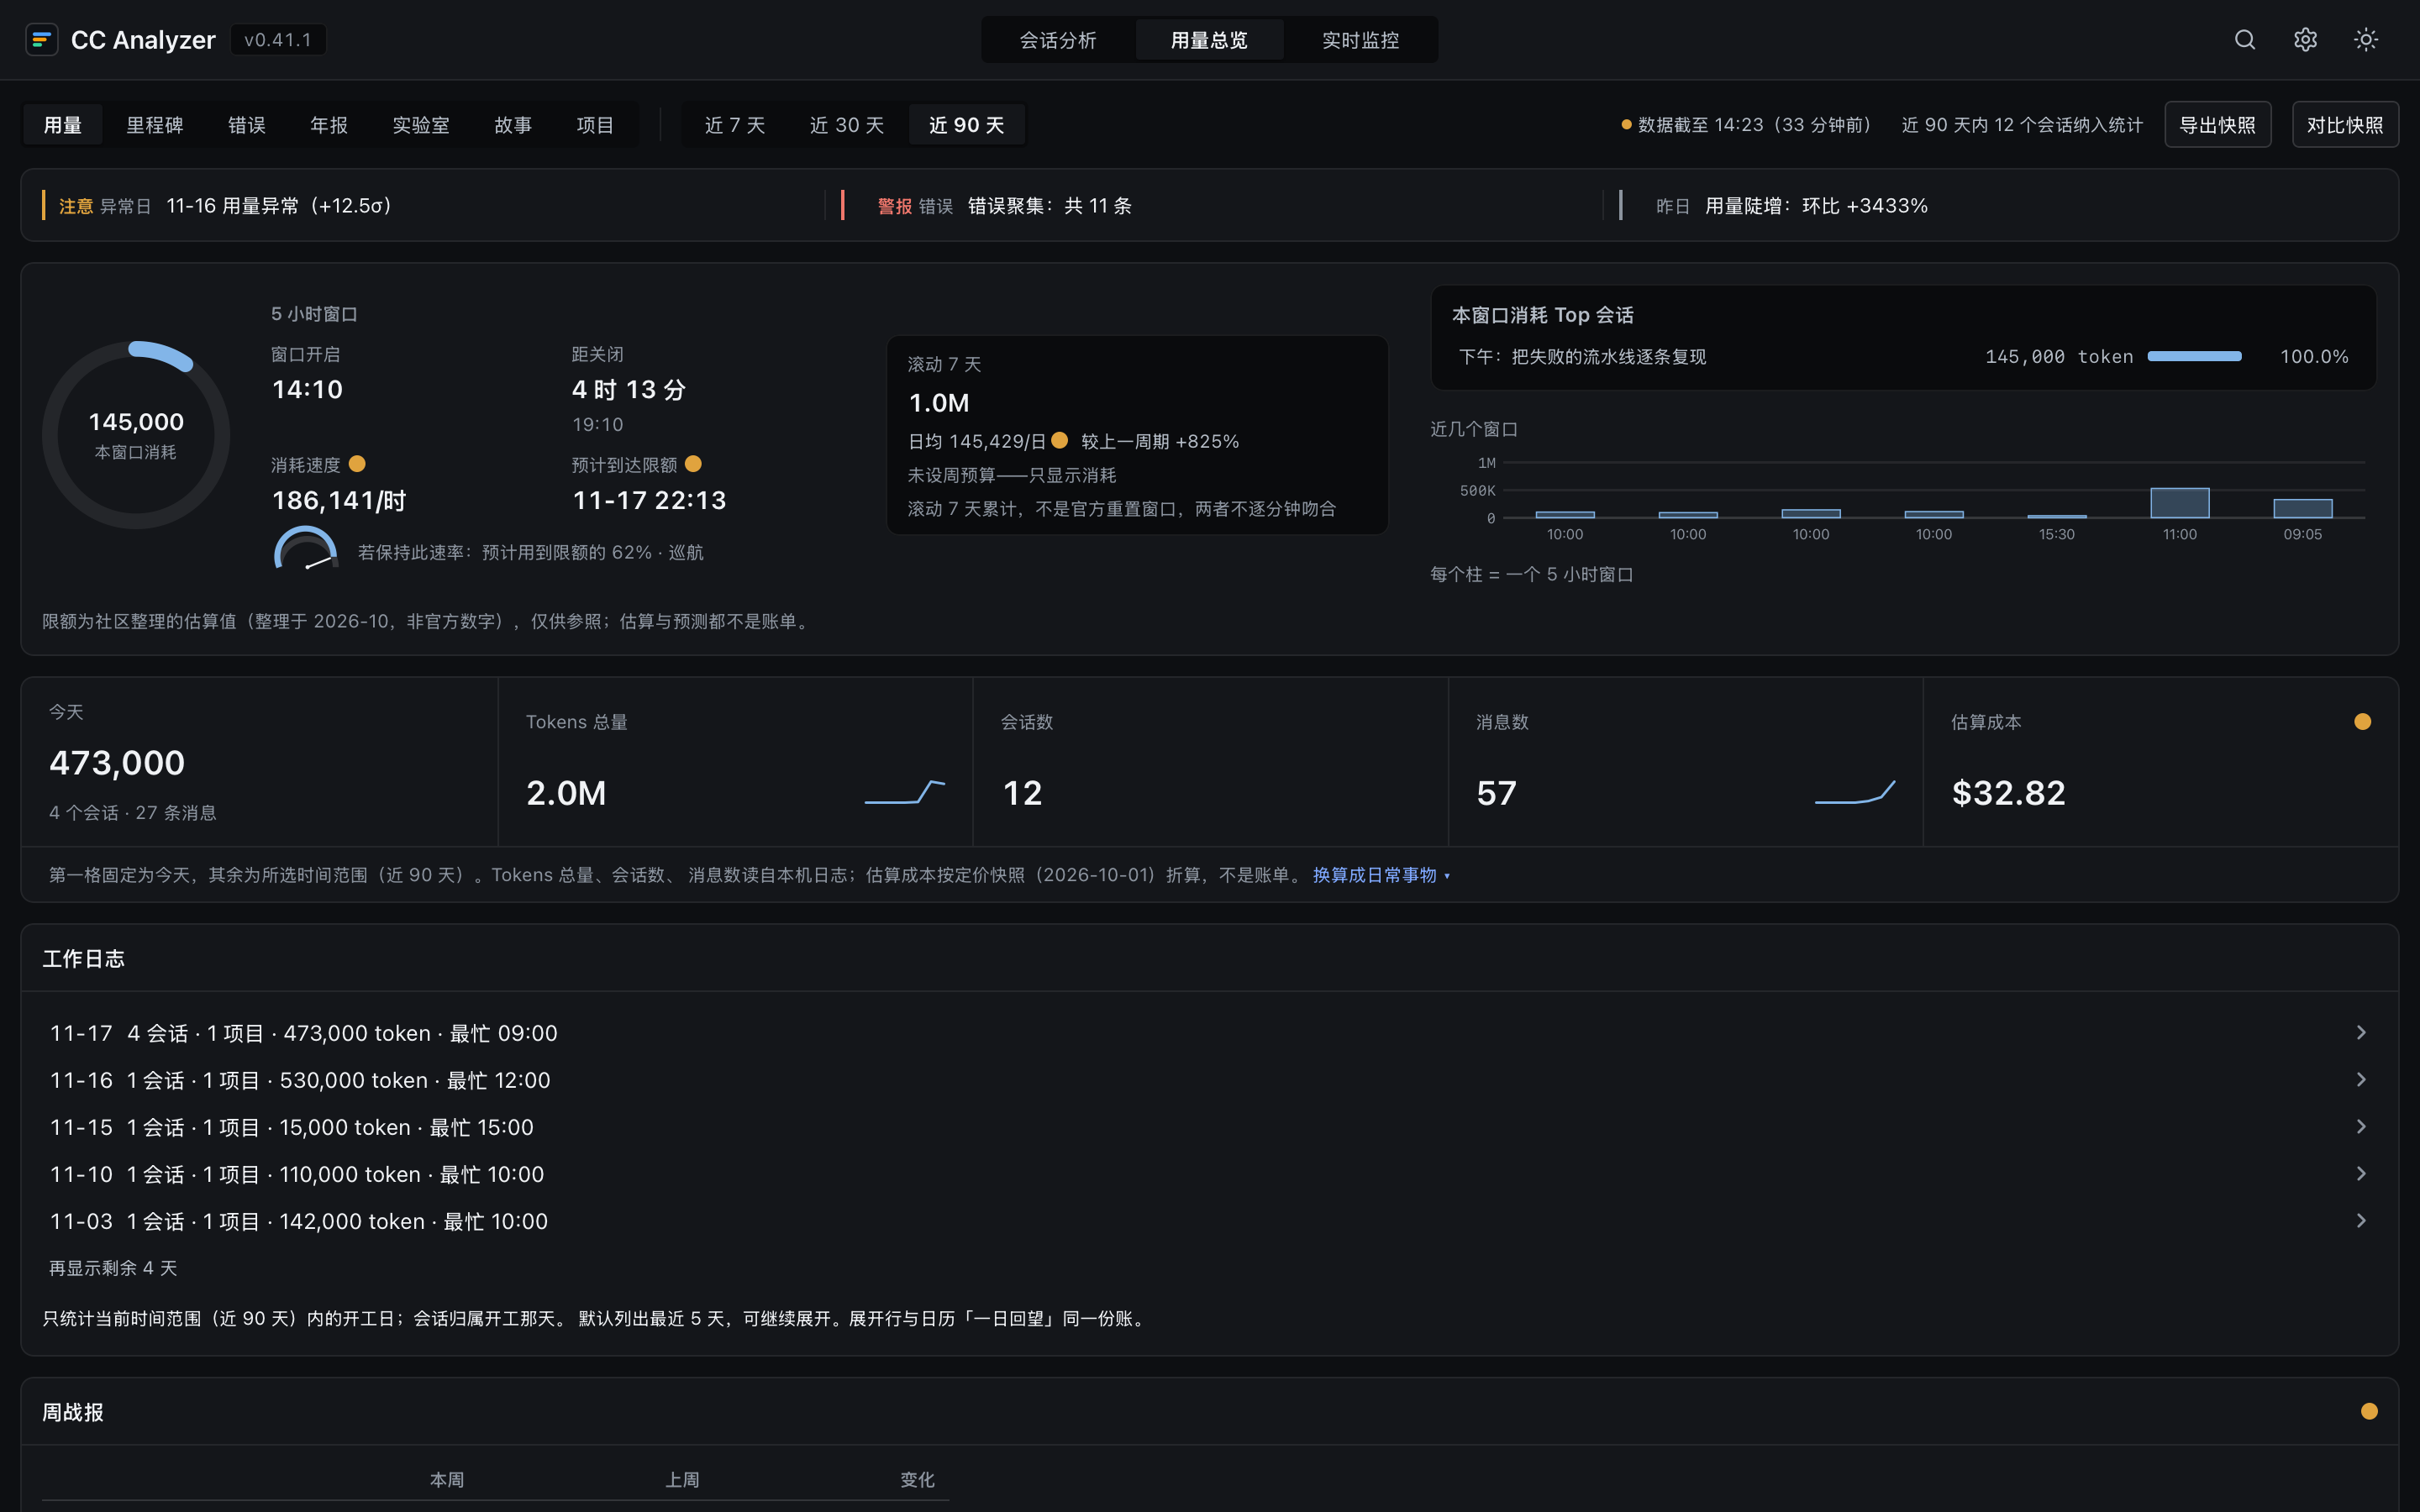 CC Analyzer v0.41.1
会话分析 用量总览 实时监控
用量 里程碑 错误 年报 实验室 故事 项目 近 7 天 近 30 天 近 90 天
数据截至 14:23（33 分钟前） 近 90 天内 12 个会话纳入统计 导出快照 对比快照
注意 异常日 11-16 用量异常（+12.5σ）
警报 错误 错误聚集：共 11 条
昨日 用量陡增：环比 +3433%
145,000
本窗口消耗
5 小时窗口
窗口开启
14:10
距关闭
4 时 13 分
19:10
消耗速度
186,141/时
预计到达限额
11-17 22:13
若保持此速率：预计用到限额的 62% · 巡航
滚动 7 天
1.0M
日均 145,429/日 较上一周期 +825%
未设周预算——只显示消耗
滚动 7 天累计，不是官方重置窗口，两者不逐分钟吻合
本窗口消耗 Top 会话
下午：把失败的流水线逐条复现 145,000 token 100.0%
近几个窗口
1M
500K
0
10:00 10:00 10:00 10:00 15:30 11:00 09:05
每个柱 = 一个 5 小时窗口
限额为社区整理的估算值（整理于 2026-10，非官方数字），仅供参照；估算与预测都不是账单。
今天
473,000
4 个会话 · 27 条消息
Tokens 总量
2.0M
会话数
12
消息数
57
估算成本
$32.82
第一格固定为今天，其余为所选时间范围（近 90 天）。Tokens 总量、会话数、 消息数读自本机日志；估算成本按定价快照（2026-10-01）折算，不是账单。 换算成日常事物 ▾
工作日志
11-17 4 会话 · 1 项目 · 473,000 token · 最忙 09:00
11-16 1 会话 · 1 项目 · 530,000 token · 最忙 12:00
11-15 1 会话 · 1 项目 · 15,000 token · 最忙 15:00
11-10 1 会话 · 1 项目 · 110,000 token · 最忙 10:00
11-03 1 会话 · 1 项目 · 142,000 token · 最忙 10:00
再显示剩余 4 天
只统计当前时间范围（近 90 天）内的开工日；会话归属开工那天。 默认列出最近 5 天，可继续展开。展开行与日历「一日回望」同一份账。
周战报
本周 上周 变化